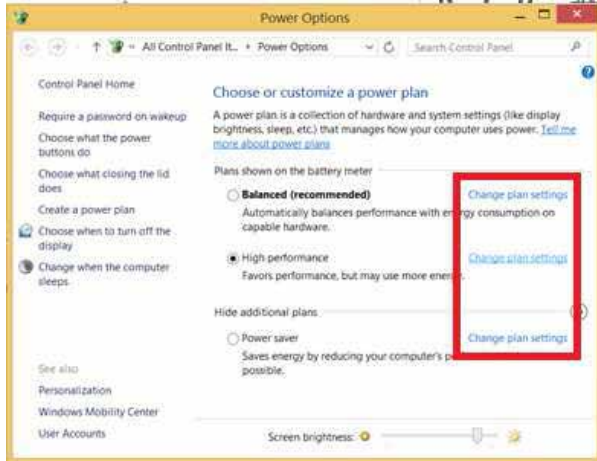 Power Options
All Control Panel It... Power Options
Search Control Panel
Control Panel Home
Require a password on wakeup
Choose what the power
buttons do
Choose what closing the lid
does
Create a power plan
Choose when to turn off the
display
Change when the computer
sleeps
See also
Personalization
Windows Mobility Center
User Accounts
Choose or customize a power plan
A power plan is a collection of hardware and system settings (like display
brightness, sleep, etc.) that manages how your computer uses power. Tell me
more about power plans
Plans shown on the battery meter
Balanced (recommended) Change plan settings
Automatically balances performance with energy consumption on
capable hardware.
High performance Change plan settings
Favors performance, but may use more
Hide additional plans
Power saver Change plan settings
Saves energy by reducing your computer's
possible.
Screen brightness: